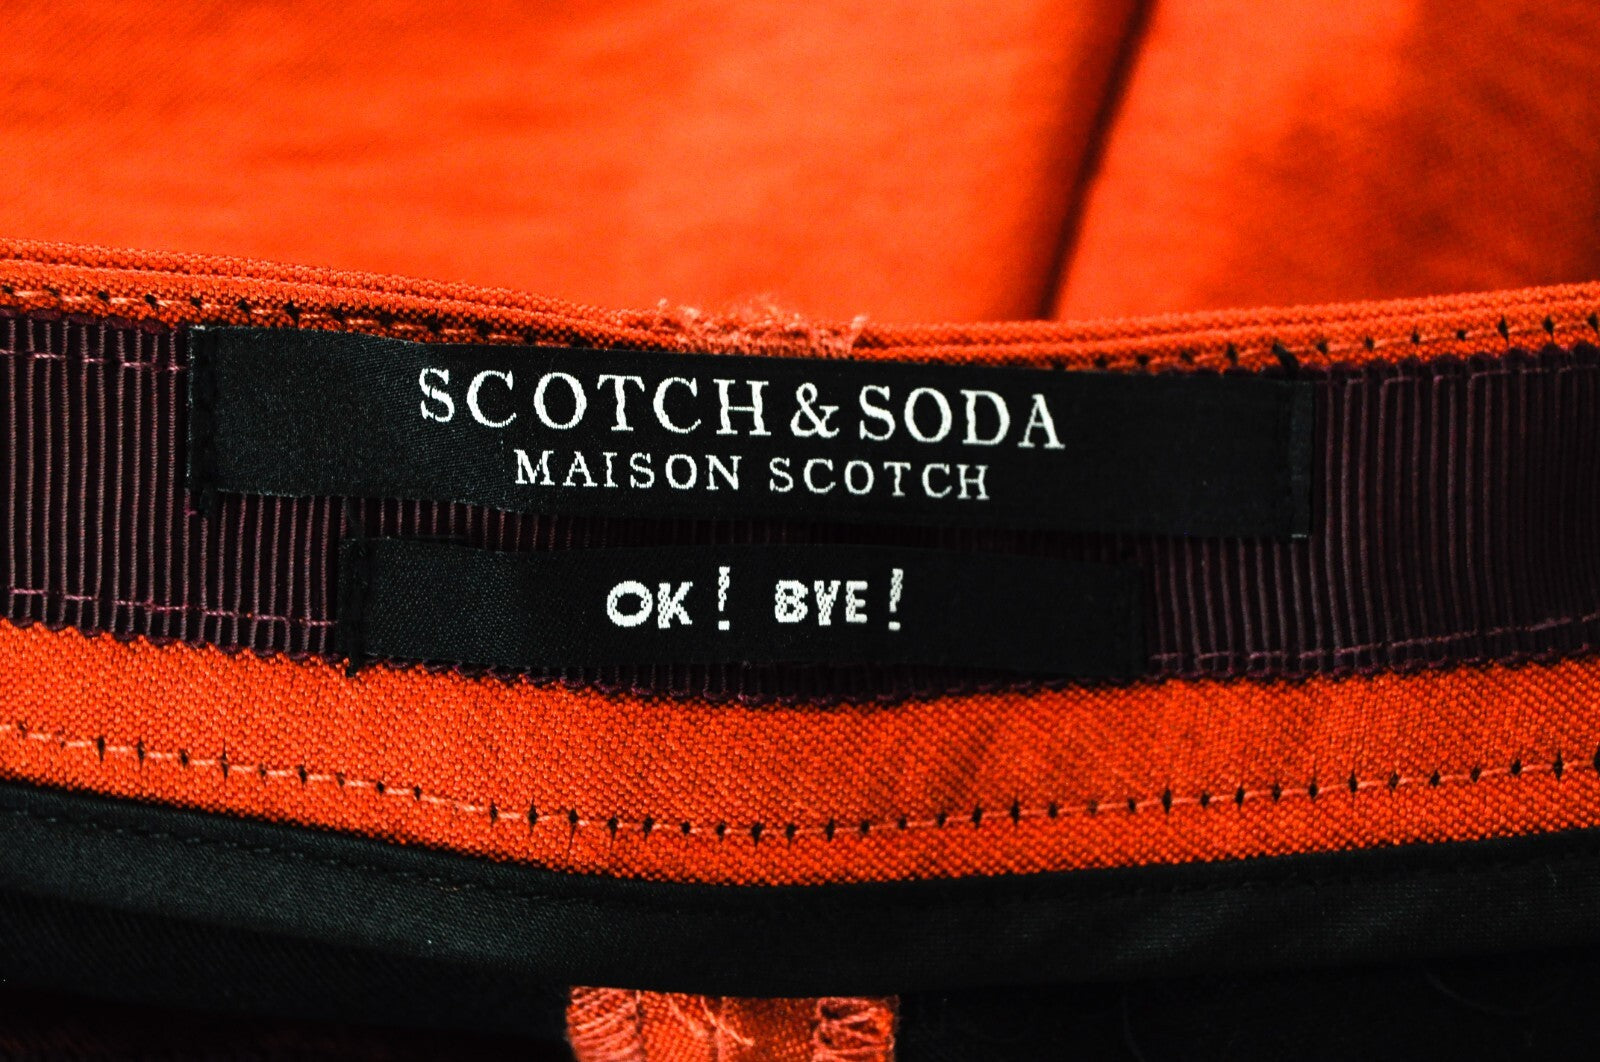 SCOTCH & SODA
MAISON SCOTCH
OK! BYE!